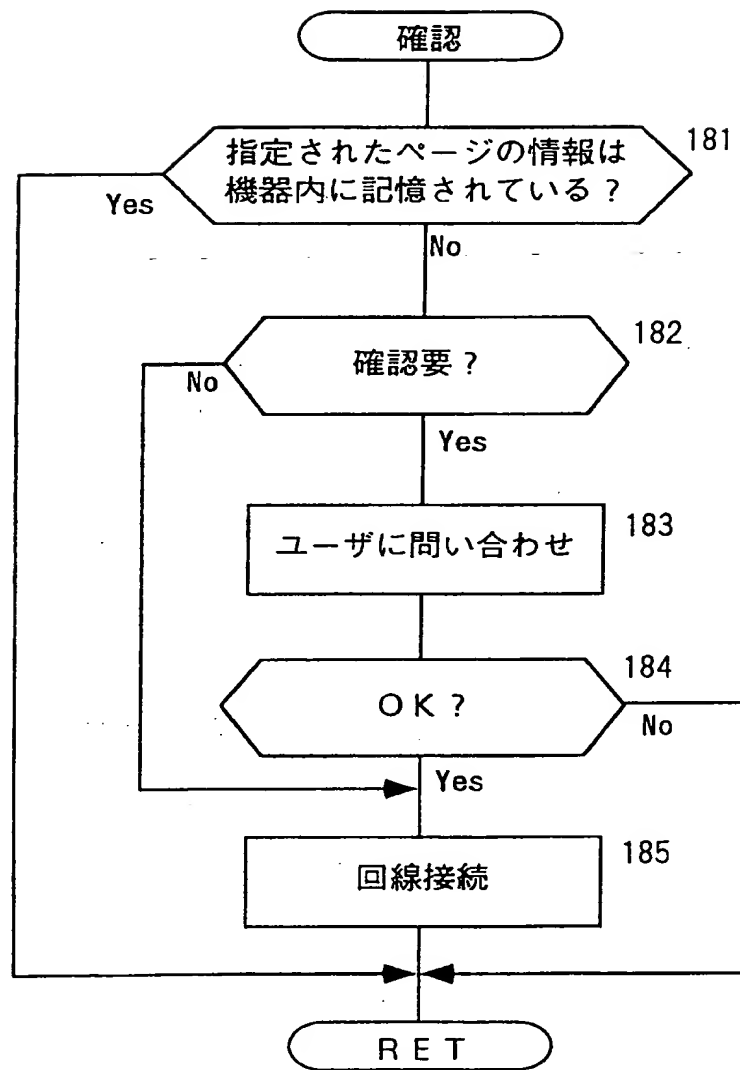 確認
指定されたページの情報は
機器内に記憶されている？
181
Yes
No
確認要？
182
No
Yes
ユーザに問い合わせ
183
ＯＫ？
184
No
Yes
回線接続
185
ＲＥＴ